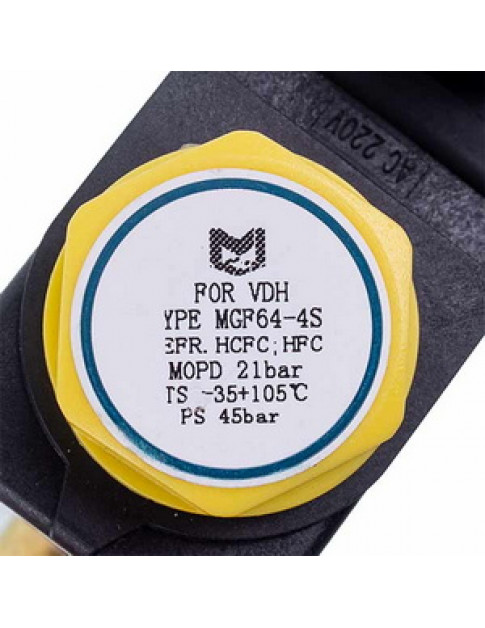 FOR VDH
YPE MGF64-4S
EFR. HCFC; HFC
MOPD 21bar
TS -35+105℃
PS 45bar
AC 220V